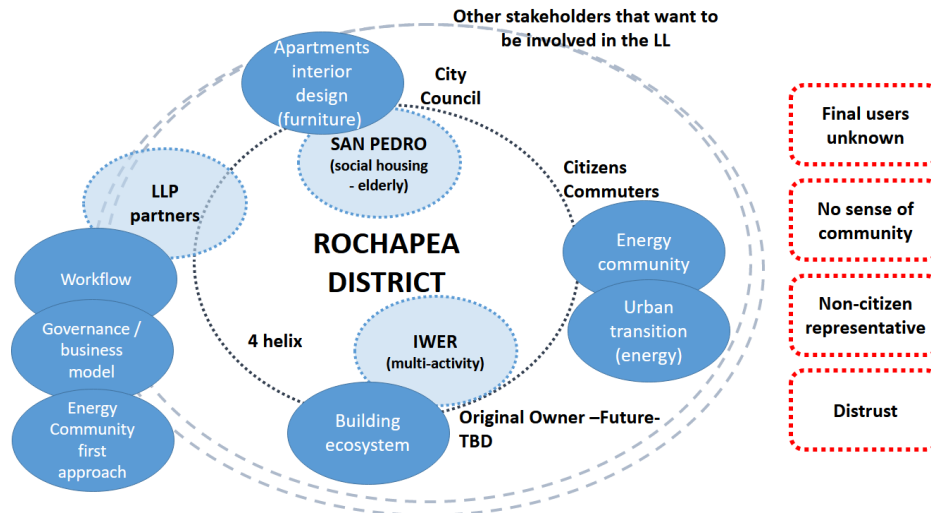 Other stakeholders that want to
be involved in the LL
Apartments
interior
design
(furniture)
City
Council
SAN PEDRO
(social housing
- elderly)
LLP
partners
Citizens
Commuters
ROCHAPEA
DISTRICT
Workflow
Governance /
business
model
Energy
Community
first
approach
4 helix
IWER
(multi-activity)
Building
ecosystem
Original Owner –Future-
TBD
Energy
community
Urban
transition
(energy)
Final users
unknown
No sense of
community
Non-citizen
representative
Distrust